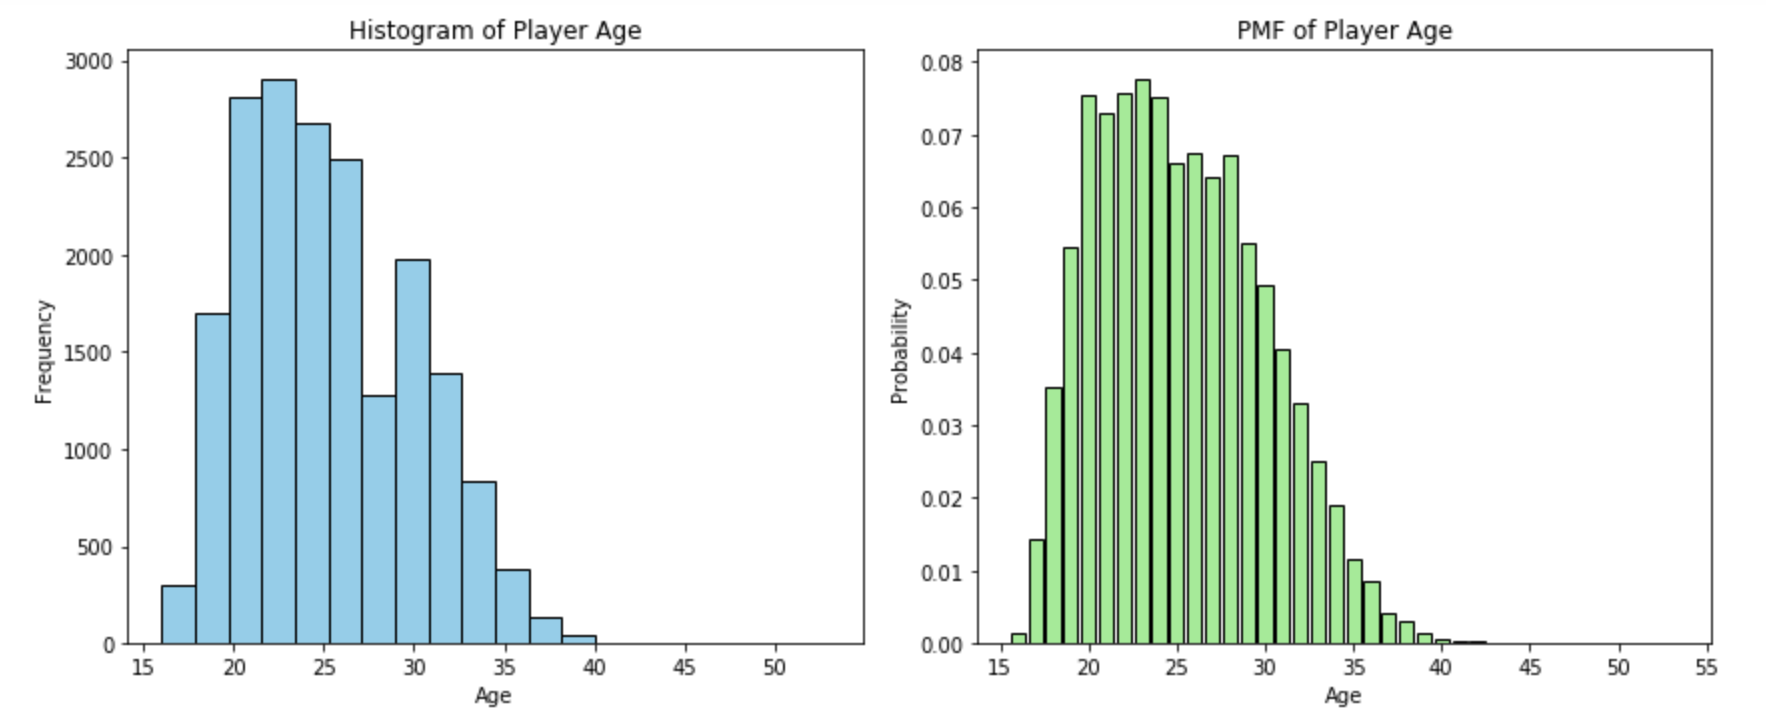 Histogram of Player Age
3000
2500
2000
1500
1000
500
0
Frequency
15 20 25 30 35 40 45 50
Age
PMF of Player Age
0.08
0.07
0.06
0.05
0.04
0.03
0.02
0.01
0.00
Probability
15 20 25 30 35 40 45 50 55
Age